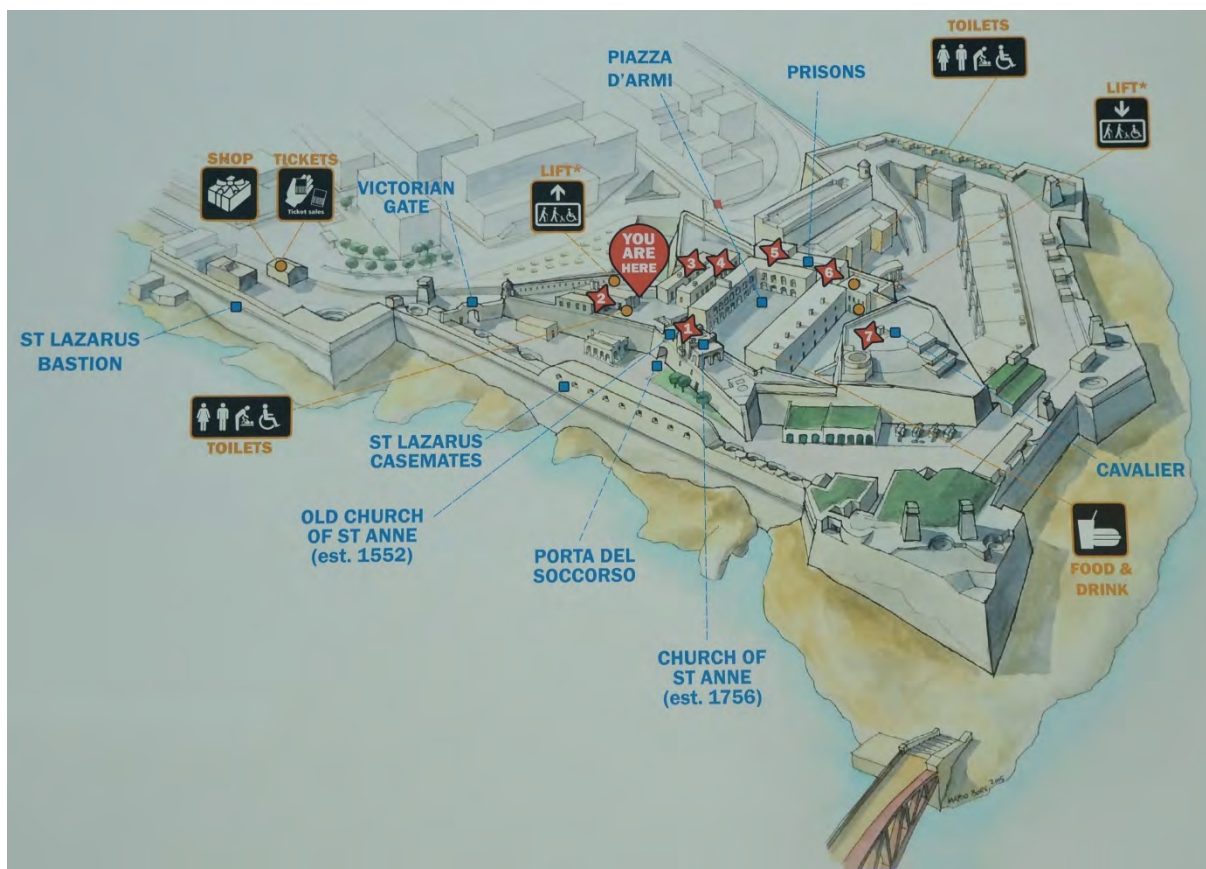 TOILETS
PIAZZA
D'ARMI
PRISONS
LIFT*
SHOP
TICKETS
Ticket sales
LIFT*
VICTORIAN
GATE
YOU
ARE
HERE
5
3
4
6
2
1
7
ST LAZARUS
BASTION
TOILETS
ST LAZARUS
CASEMATES
CAVALIER
OLD CHURCH
OF ST ANNE
(est. 1552)
PORTA DEL
SOCCORSO
FOOD &
DRINK
CHURCH OF
ST ANNE
(est. 1756)